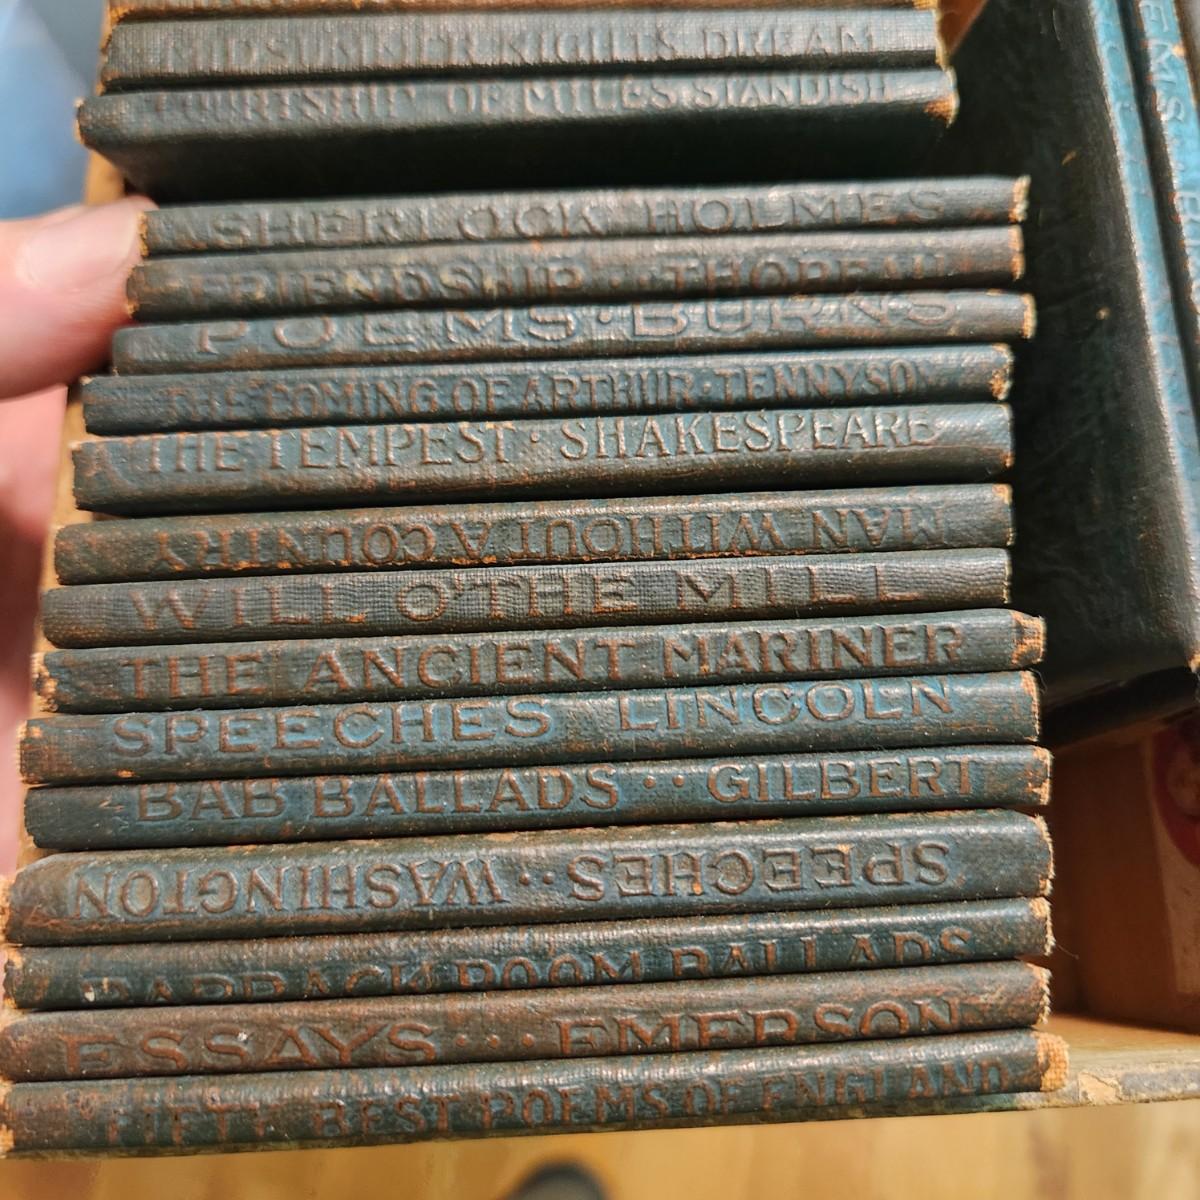 MIDSUMMER NIGHTS DREAM
COURTSHIP OF MILES STANDISH
SHERLOCK HOLMES
FRIENDSHIP · · THOREAU
POEMS · BURNS
THE COMING OF ARTHUR · TENNYSON
THE TEMPEST · SHAKESPEARE
MAN WITHOUT A COUNTRY
WILL O'THE MILL
THE ANCIENT MARINER
SPEECHES LINCOLN
BAB BALLADS · · GILBERT
SPEECHES · · WASHINGTON
BARRACK ROOM BALLADS
ESSAYS · · · EMERSON
FIFTY BEST POEMS OF ENGLAND